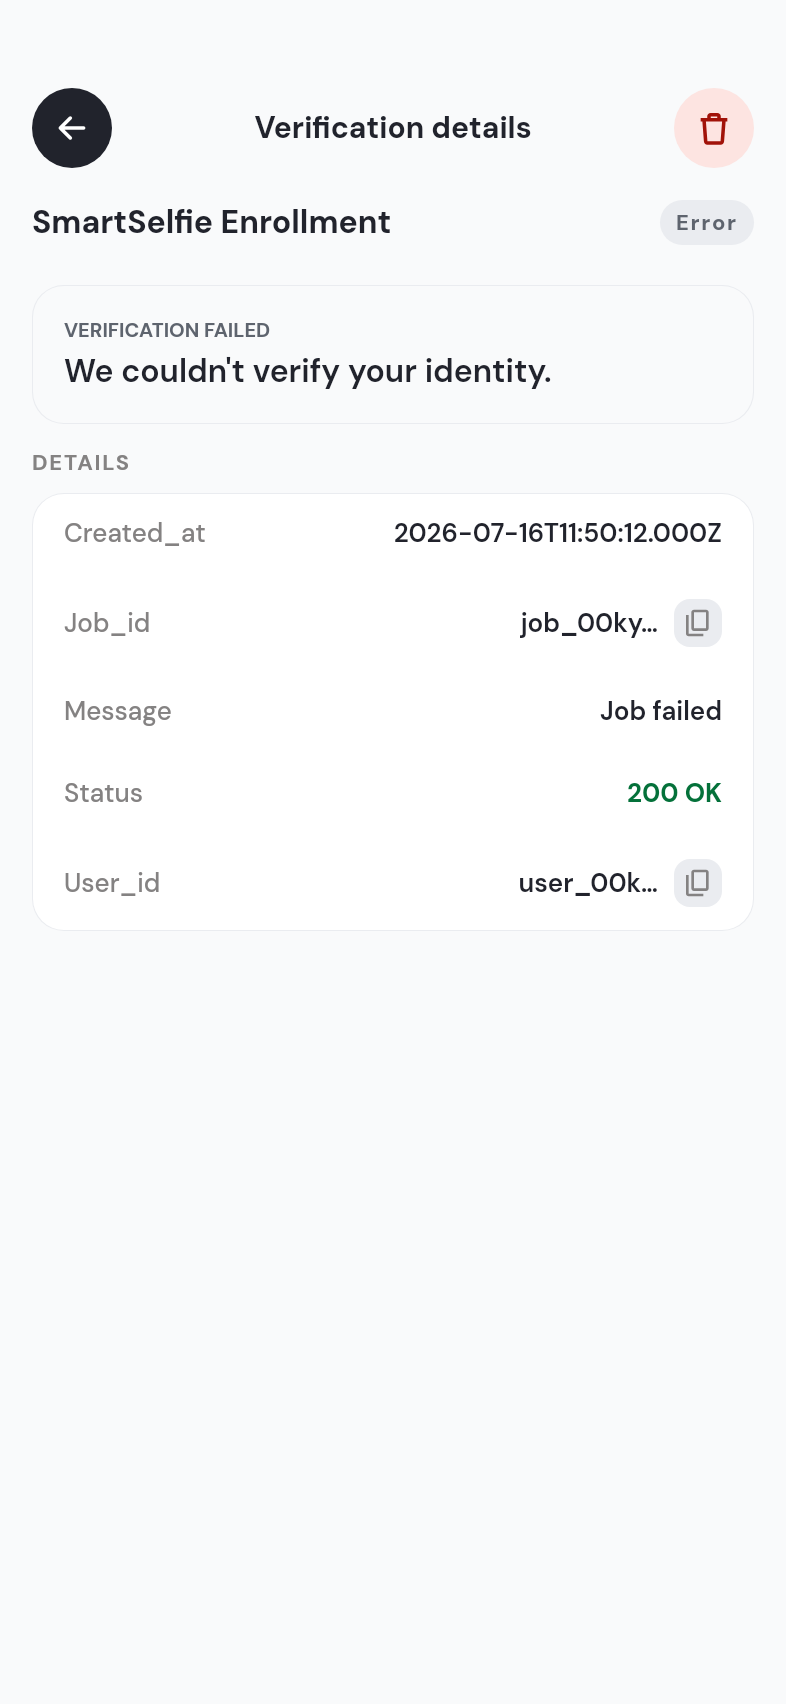 Verification details
SmartSelfie Enrollment
Error
VERIFICATION FAILED
We couldn't verify your identity.
DETAILS
Created_at 2026-07-16T11:50:12.000Z
Job_id job_00ky...
Message Job failed
Status 200 OK
User_id user_00k...